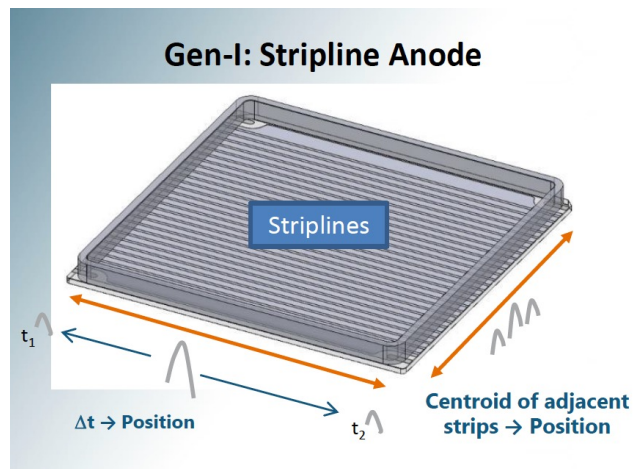 Gen-I: Stripline Anode
Striplines
t₁
Δt → Position
t₂
Centroid of adjacent
strips → Position